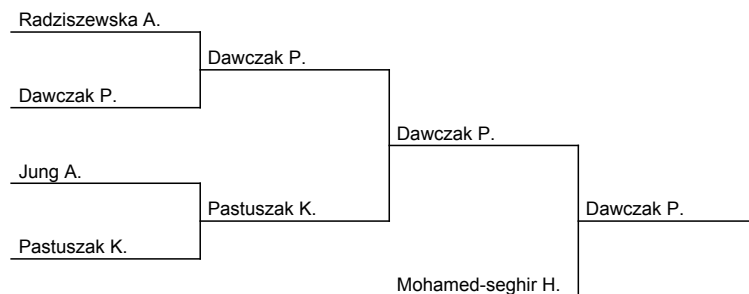 Radziszewska A.
Dawczak P.
Dawczak P.
Dawczak P.
Jung A.
Pastuszak K.
Dawczak P.
Pastuszak K.
Mohamed-seghir H.